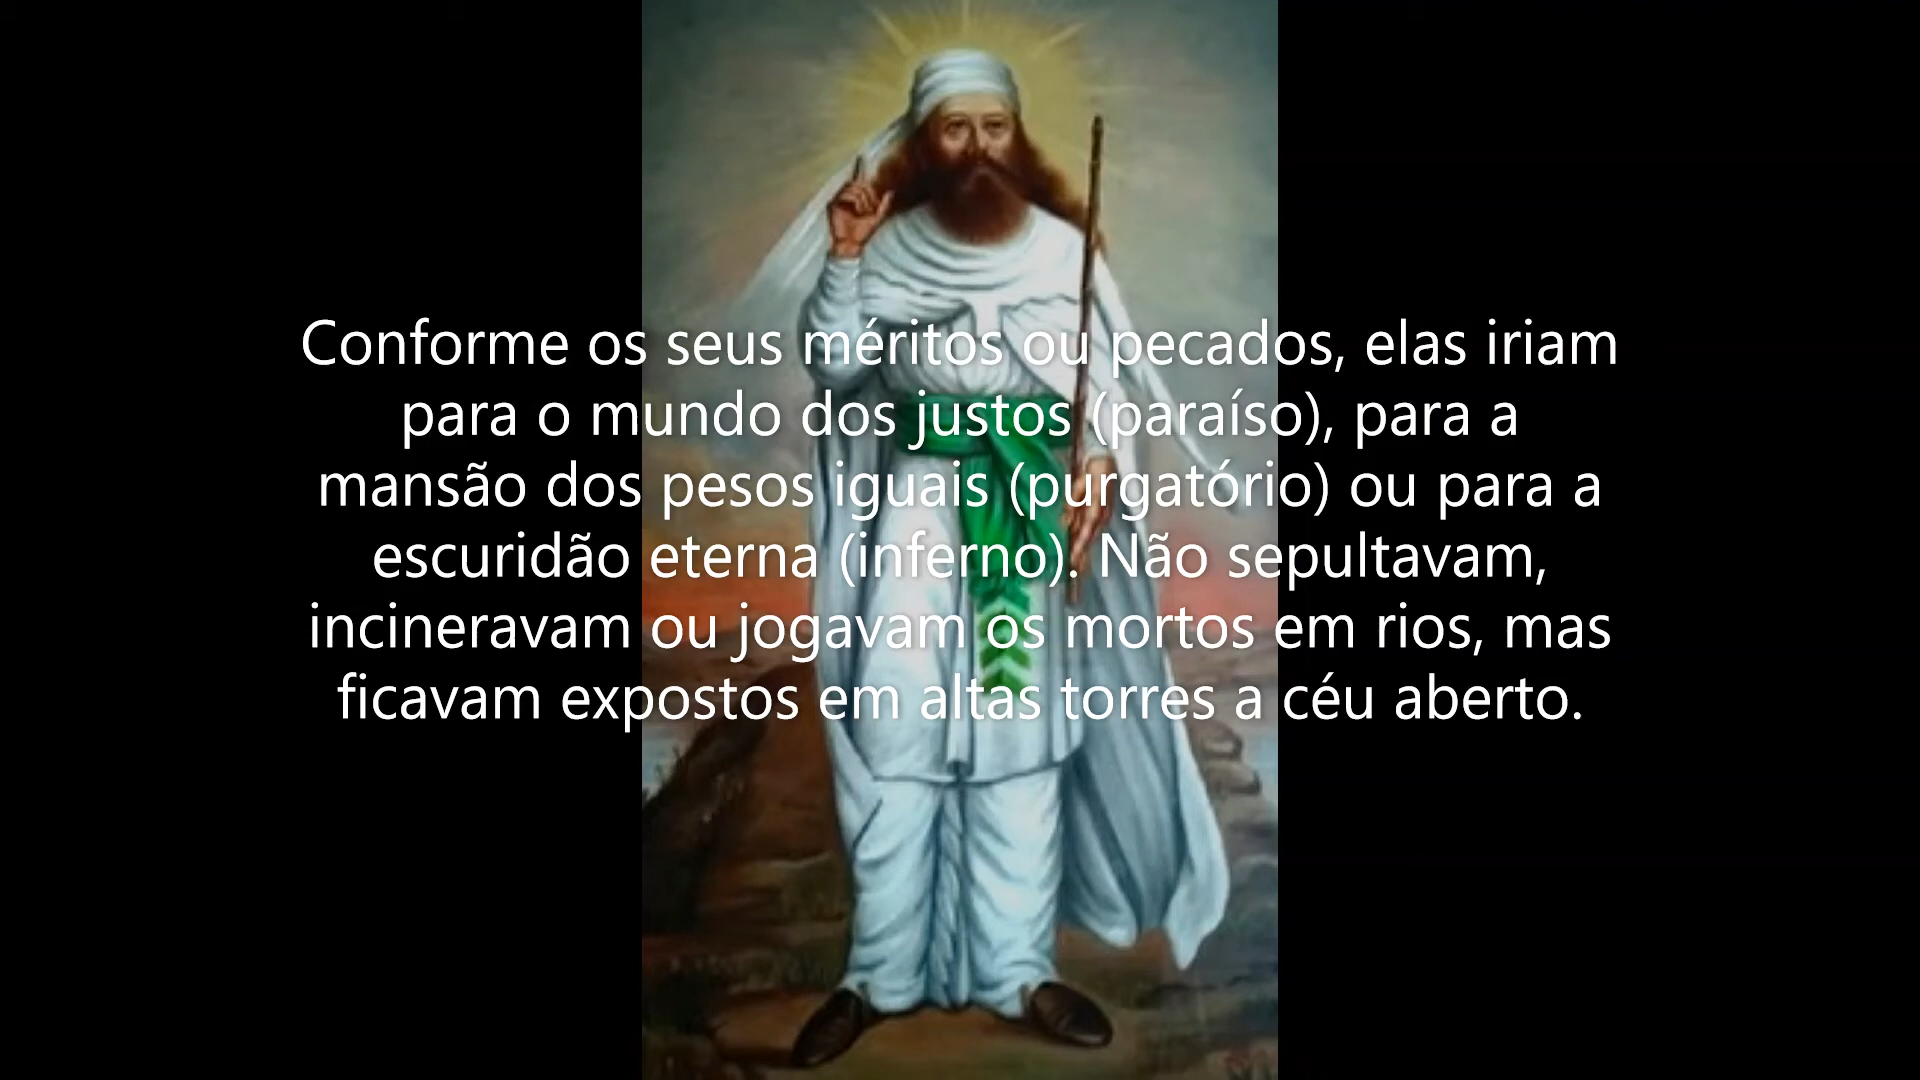 Conforme os seus méritos ou pecados, elas iriam
para o mundo dos justos (paraíso), para a
mansão dos pesos iguais (purgatório) ou para a
escuridão eterna (inferno). Não sepultavam,
incineravam ou jogavam os mortos em rios, mas
ficavam expostos em altas torres a céu aberto.